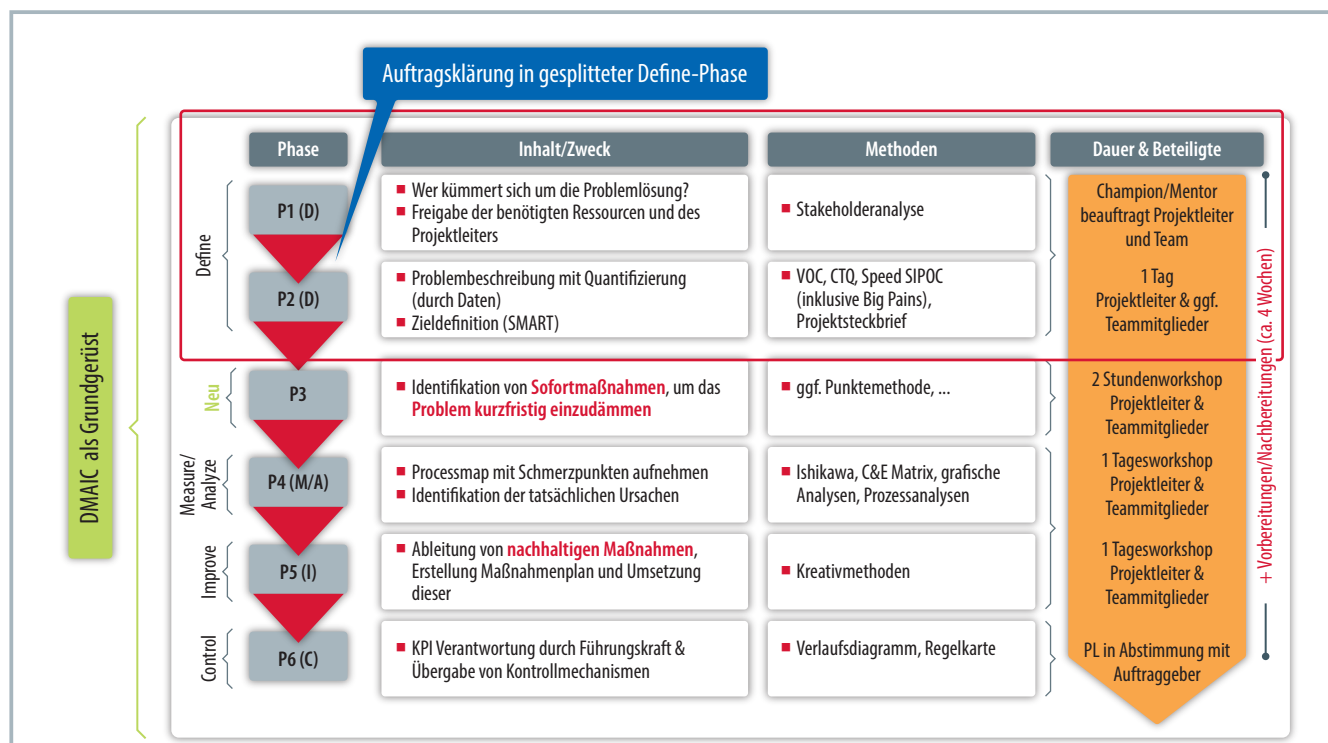 Auftragsklärung in gesplitteter Define-Phase
Phase
Inhalt/Zweck
Methoden
Dauer & Beteiligte
DMAIC als Grundgerüst
Define
P1 (D)
■ Wer kümmert sich um die Problemlösung?
■ Freigabe der benötigten Ressourcen und des
Projektleiters
■ Stakeholderanalyse
Champion/Mentor
beauftragt Projektleiter
und Team
P2 (D)
■ Problembeschreibung mit Quantifizierung
(durch Daten)
■ Zieldefinition (SMART)
■ VOC, CTQ, Speed SIPOC
(inklusive Big Pains),
Projektsteckbrief
1 Tag
Projektleiter & ggf.
Teammitglieder
Neu
P3
■ Identifikation von Sofortmaßnahmen, um das
Problem kurzfristig einzudämmen
■ ggf. Punktemethode, ...
2 Stundenworkshop
Projektleiter &
Teammitglieder
Measure/
Analyze
P4 (M/A)
■ Processmap mit Schmerzpunkten aufnehmen
■ Identifikation der tatsächlichen Ursachen
■ Ishikawa, C&E Matrix, grafische
Analysen, Prozessanalysen
1 Tagesworkshop
Projektleiter &
Teammitglieder
Improve
P5 (I)
■ Ableitung von nachhaltigen Maßnahmen,
Erstellung Maßnahmenplan und Umsetzung
dieser
■ Kreativmethoden
1 Tagesworkshop
Projektleiter &
Teammitglieder
Control
P6 (C)
■ KPI Verantwortung durch Führungskraft &
Übergabe von Kontrollmechanismen
■ Verlaufsdiagramm, Regelkarte
PL in Abstimmung mit
Auftraggeber
+ Vorbereitungen/Nachbereitungen (ca. 4 Wochen)